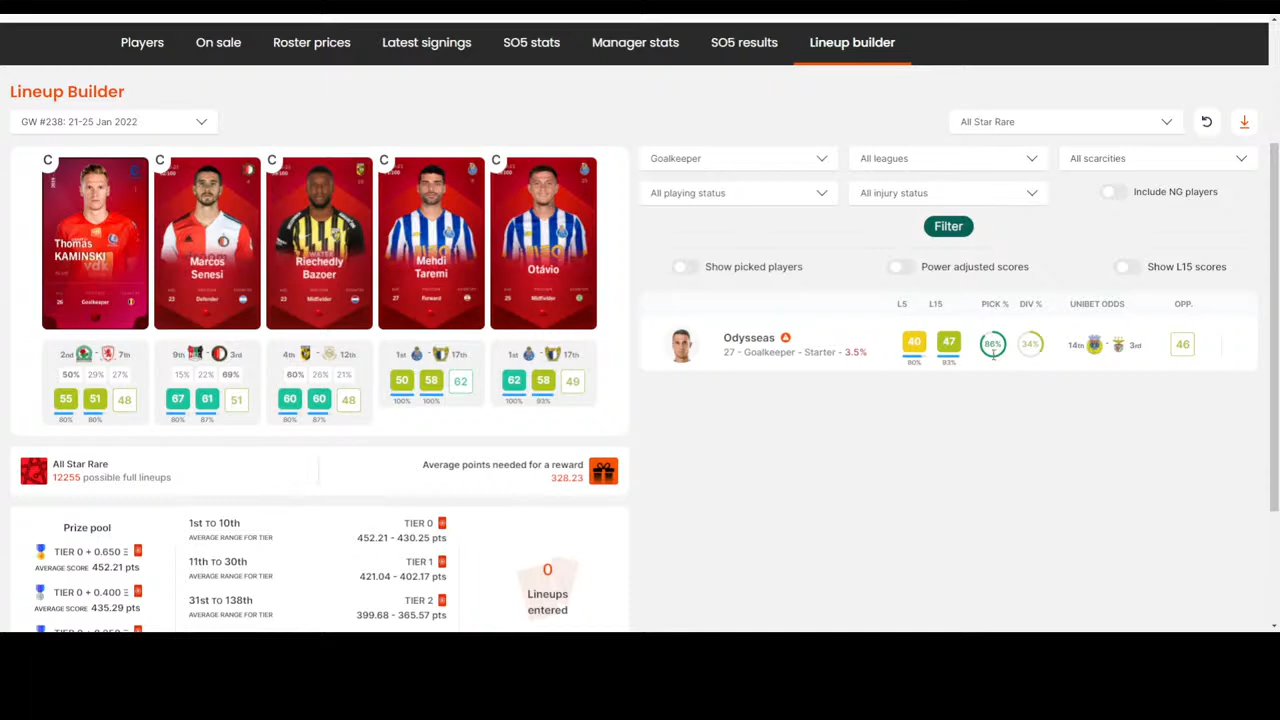 Players On sale Roster prices Latest signings SO5 stats Manager stats SO5 results Lineup builder
Lineup Builder
GW #238: 21-25 Jan 2022
All Star Rare
C C C C C
Thomas
KAMINSKI
26 Goalkeeper
Marcos
Senesi
23 Defender
Riechedly
Bazoer
23 Midfielder
Mehdi
Taremi
27 Forward
Otávio
25 Midfielder
2nd - 7th
50% 29% 27%
55 51 48
80% 80%
9th - 3rd
15% 22% 69%
67 61 51
80% 87%
4th - 12th
60% 26% 21%
60 60 48
80% 87%
1st - 17th
50 58 62
100% 100%
1st - 17th
62 58 49
100% 93%
All Star Rare
12255 possible full lineups
Average points needed for a reward
328.23
Prize pool
TIER 0 + 0.650 Ξ
AVERAGE SCORE 452.21 pts
TIER 0 + 0.400 Ξ
AVERAGE SCORE 435.29 pts
1st TO 10th TIER 0
AVERAGE RANGE FOR TIER 452.21 - 430.25 pts
11th TO 30th TIER 1
AVERAGE RANGE FOR TIER 421.04 - 402.17 pts
31st TO 138th TIER 2
AVERAGE RANGE FOR TIER 399.68 - 365.57 pts
0
Lineups
entered
Goalkeeper All leagues All scarcities
All playing status All injury status Include NG players
Filter
Show picked players Power adjusted scores Show L15 scores
L5 L15 PICK % DIV % UNIBET ODDS OPP.
Odysseas
27 - Goalkeeper - Starter - 3.5%
40 47 86% 34% 14th - 3rd 46
80% 93%